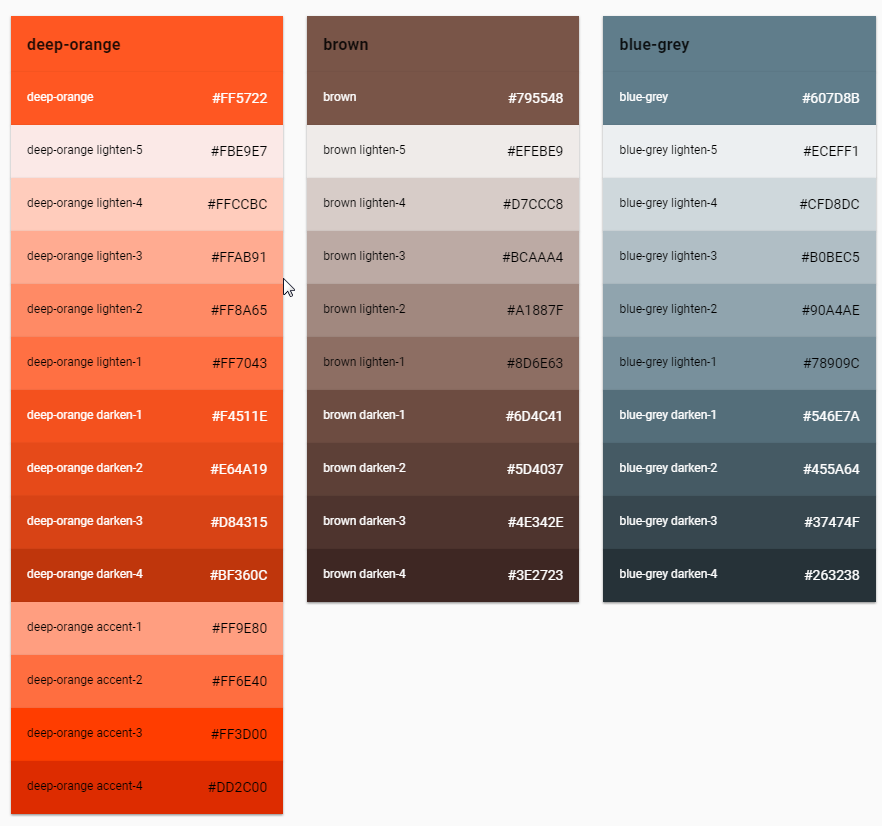 deep-orange
deep-orange #FF5722
deep-orange lighten-5 #FBE9E7
deep-orange lighten-4 #FFCCBC
deep-orange lighten-3 #FFAB91
deep-orange lighten-2 #FF8A65
deep-orange lighten-1 #FF7043
deep-orange darken-1 #F4511E
deep-orange darken-2 #E64A19
deep-orange darken-3 #D84315
deep-orange darken-4 #BF360C
deep-orange accent-1 #FF9E80
deep-orange accent-2 #FF6E40
deep-orange accent-3 #FF3D00
deep-orange accent-4 #DD2C00
brown
brown #795548
brown lighten-5 #EFEBE9
brown lighten-4 #D7CCC8
brown lighten-3 #BCAAA4
brown lighten-2 #A1887F
brown lighten-1 #8D6E63
brown darken-1 #6D4C41
brown darken-2 #5D4037
brown darken-3 #4E342E
brown darken-4 #3E2723
blue-grey
blue-grey #607D8B
blue-grey lighten-5 #ECEFF1
blue-grey lighten-4 #CFD8DC
blue-grey lighten-3 #B0BEC5
blue-grey lighten-2 #90A4AE
blue-grey lighten-1 #78909C
blue-grey darken-1 #546E7A
blue-grey darken-2 #455A64
blue-grey darken-3 #37474F
blue-grey darken-4 #263238